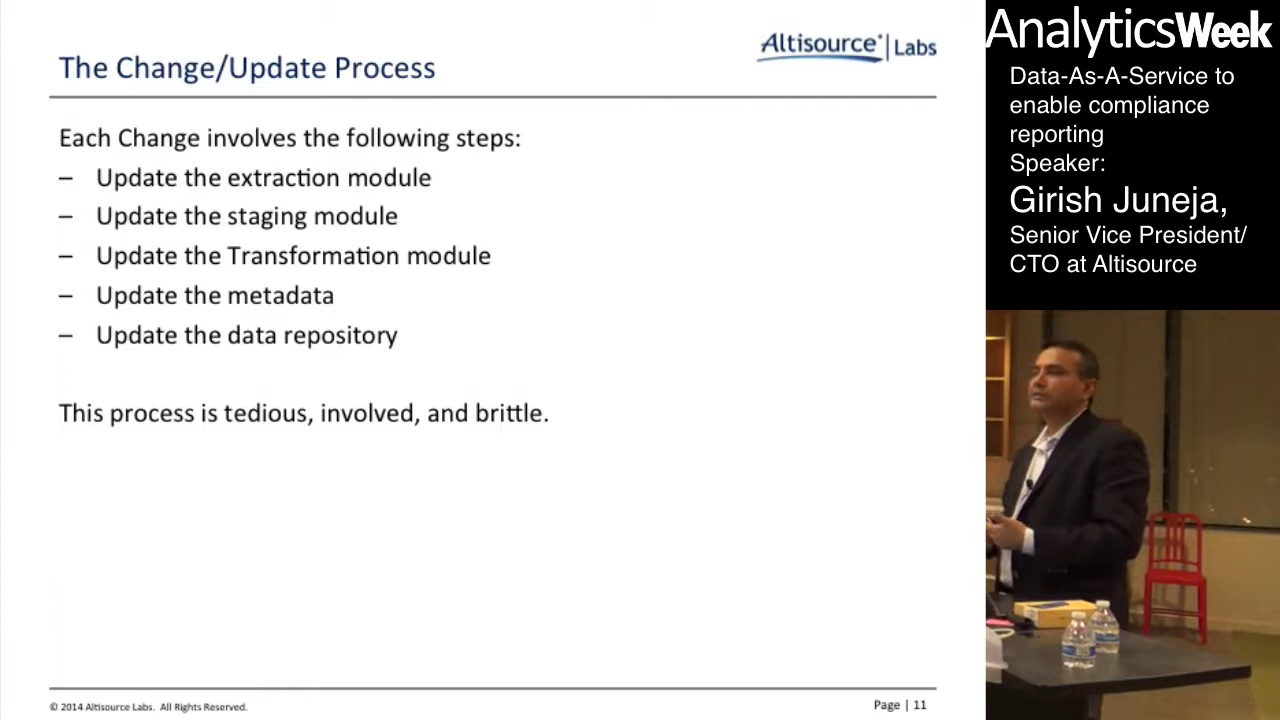 The Change/Update Process
Altisource® Labs
Each Change involves the following steps:
– Update the extraction module
– Update the staging module
– Update the Transformation module
– Update the metadata
– Update the data repository
This process is tedious, involved, and brittle.
© 2014 Altisource Labs. All Rights Reserved.
Page | 11
AnalyticsWeek
Data-As-A-Service to
enable compliance
reporting
Speaker:
Girish Juneja,
Senior Vice President/
CTO at Altisource